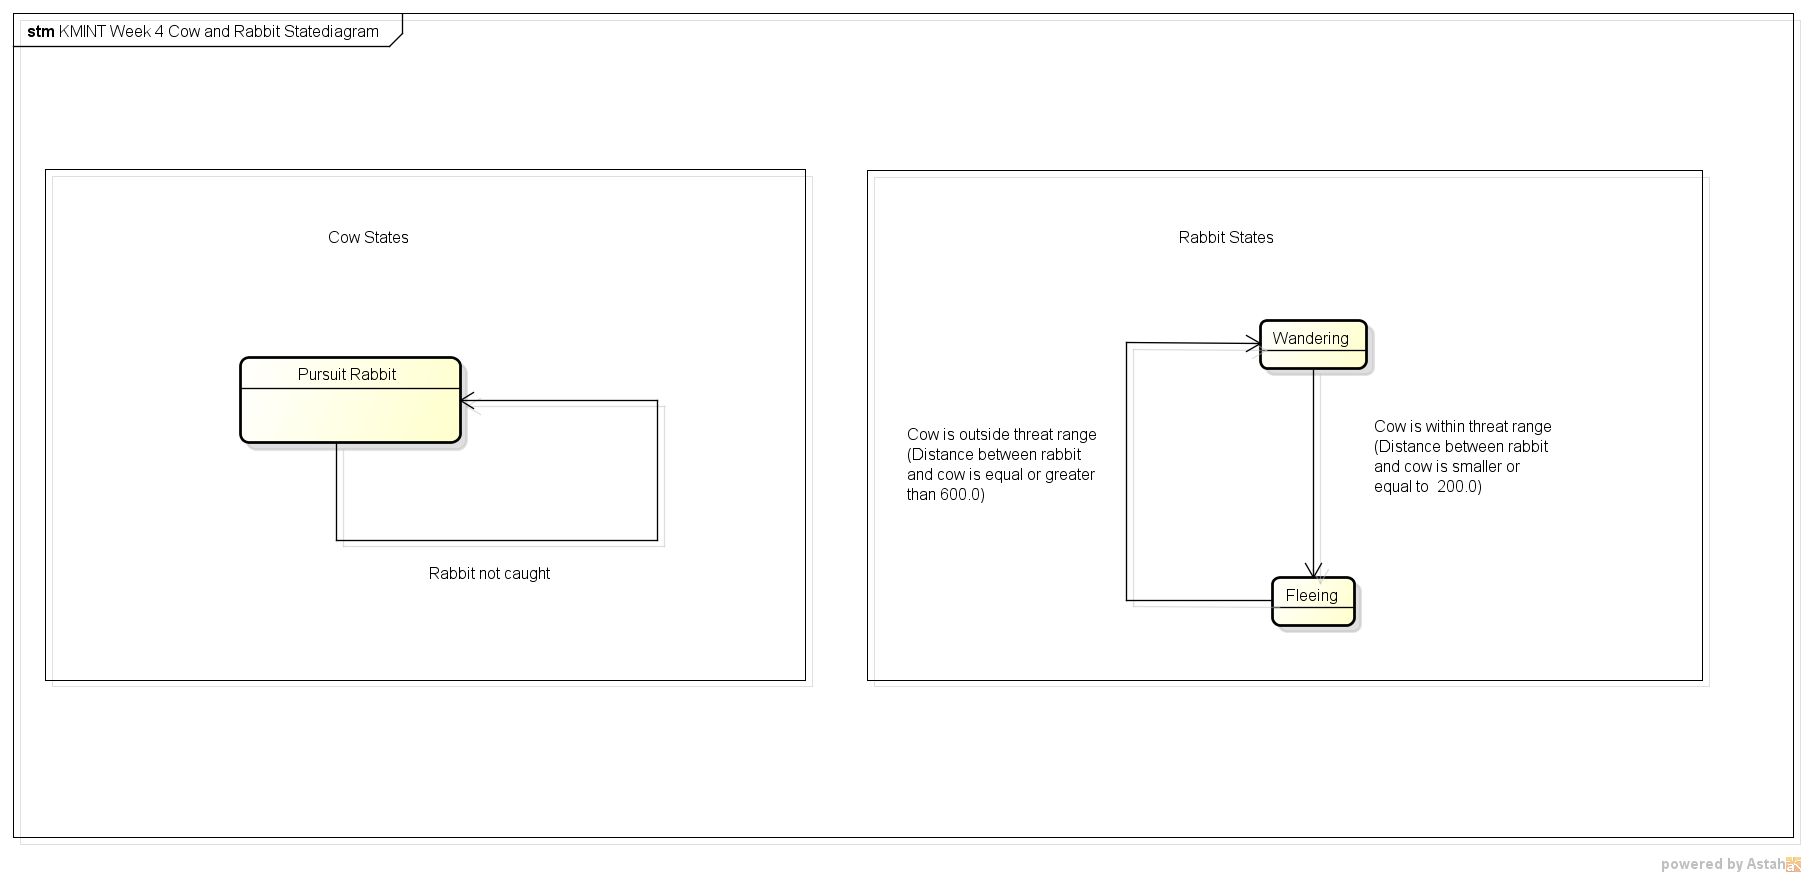 stm KMINT Week 4 Cow and Rabbit Statediagram
Cow States
Pursuit Rabbit
Rabbit not caught
Rabbit States
Wandering
Cow is outside threat range
(Distance between rabbit
and cow is equal or greater
than 600.0)
Cow is within threat range
(Distance between rabbit
and cow is smaller or
equal to  200.0)
Fleeing
powered by Astah